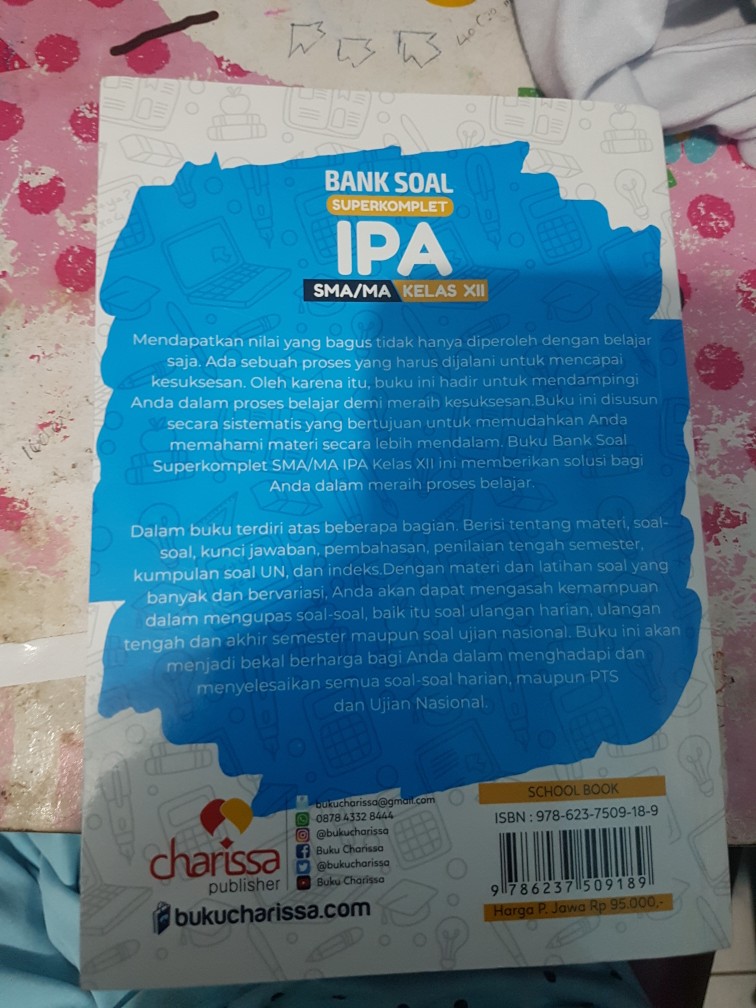 BANK SOAL
SUPERKOMPLET
IPA
SMA/MA KELAS XII
Mendapatkan nilai yang bagus tidak hanya diperoleh dengan belajar
saja. Ada sebuah proses yang harus dijalani untuk mencapai
kesuksesan. Oleh karena itu, buku ini hadir untuk mendampingi
Anda dalam proses belajar demi meraih kesuksesan.Buku ini disusun
secara sistematis yang bertujuan untuk memudahkan Anda
memahami materi secara lebih mendalam. Buku Bank Soal
Superkomplet SMA/MA IPA Kelas XII ini memberikan solusi bagi
Anda dalam meraih proses belajar.
Dalam buku terdiri atas beberapa bagian. Berisi tentang materi, soal-
soal, kunci jawaban, pembahasan, penilaian tengah semester,
kumpulan soal UN, dan indeks.Dengan materi dan latihan soal yang
banyak dan bervariasi, Anda akan dapat mengasah kemampuan
dalam mengupas soal-soal, baik itu soal ulangan harian, ulangan
tengah dan akhir semester maupun soal ujian nasional. Buku ini akan
menjadi bekal berharga bagi Anda dalam menghadapi dan
menyelesaikan semua soal-soal harian, maupun PTS
dan Ujian Nasional.
charissa
publisher
bukucharissa.com
bukucharissa@gmail.com
0878 4332 8444
@bukucharissa
Buku Charissa
@bukucharissa
Buku Charissa
SCHOOL BOOK
ISBN : 978-623-7509-18-9
9 786237 509189
Harga P. Jawa Rp 95.000,-